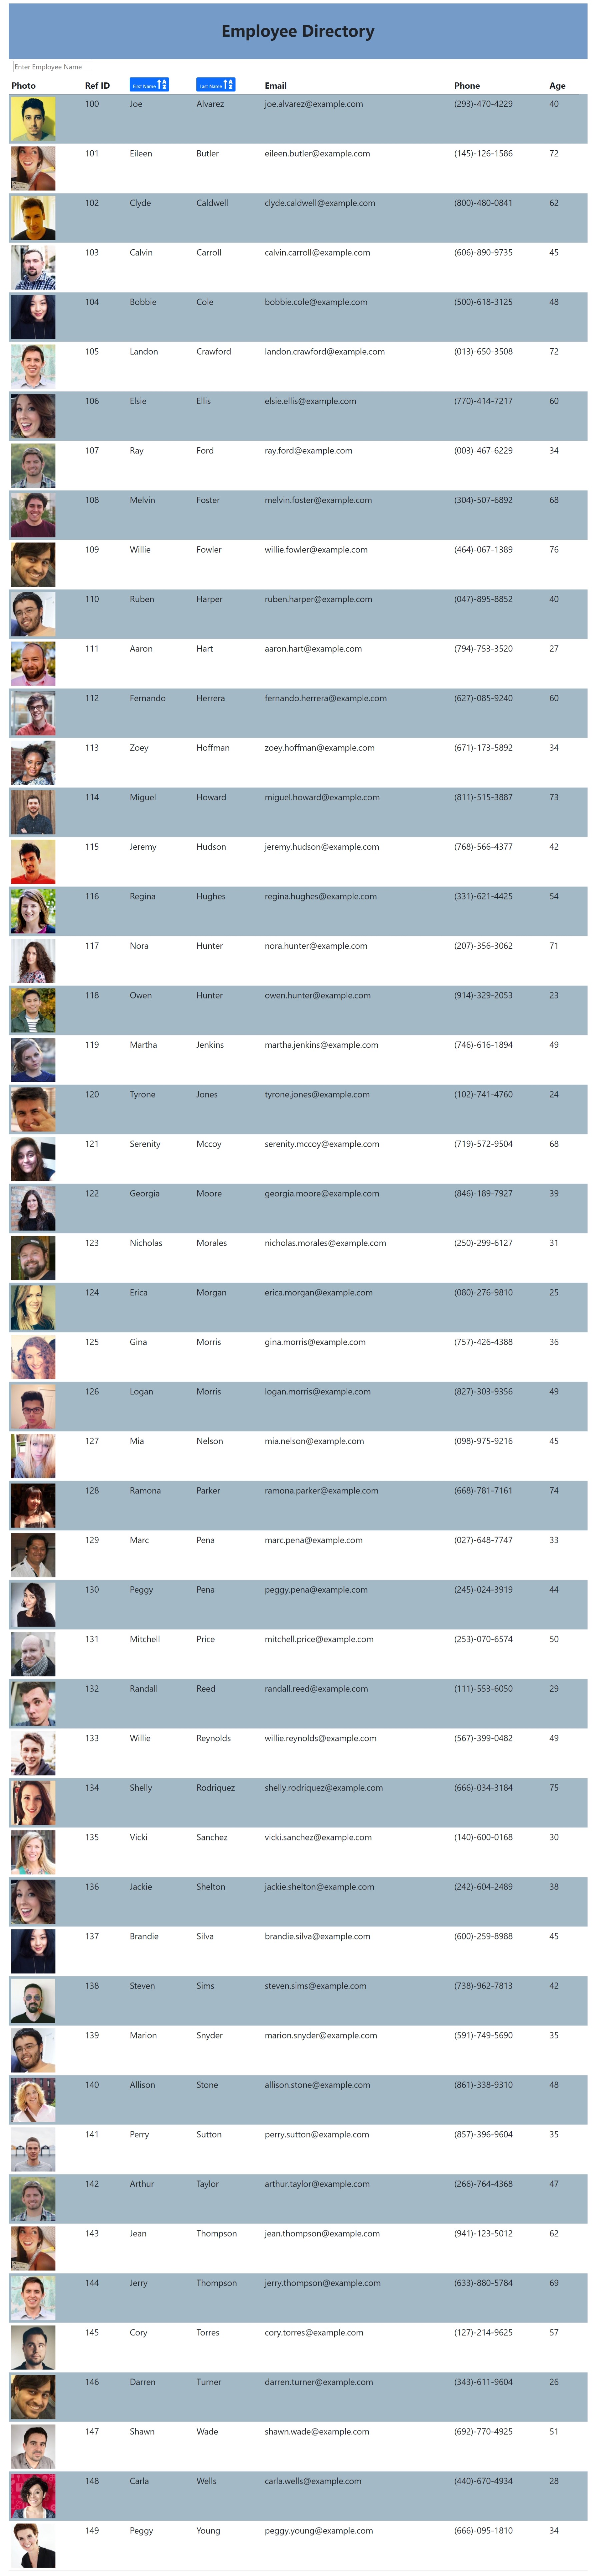 Employee Directory
Enter Employee Name
Photo Ref ID First Name Last Name Email Phone Age
100 Joe Alvarez joe.alvarez@example.com (293)-470-4229 40
101 Eileen Butler eileen.butler@example.com (145)-126-1586 72
102 Clyde Caldwell clyde.caldwell@example.com (800)-480-0841 62
103 Calvin Carroll calvin.carroll@example.com (606)-890-9735 45
104 Bobbie Cole bobbie.cole@example.com (500)-618-3125 48
105 Landon Crawford landon.crawford@example.com (013)-650-3508 72
106 Elsie Ellis elsie.ellis@example.com (770)-414-7217 60
107 Ray Ford ray.ford@example.com (003)-467-6229 34
108 Melvin Foster melvin.foster@example.com (304)-507-6892 68
109 Willie Fowler willie.fowler@example.com (464)-067-1389 76
110 Ruben Harper ruben.harper@example.com (047)-895-8852 40
111 Aaron Hart aaron.hart@example.com (794)-753-3520 27
112 Fernando Herrera fernando.herrera@example.com (627)-085-9240 60
113 Zoey Hoffman zoey.hoffman@example.com (671)-173-5892 34
114 Miguel Howard miguel.howard@example.com (811)-515-3887 73
115 Jeremy Hudson jeremy.hudson@example.com (768)-566-4377 42
116 Regina Hughes regina.hughes@example.com (331)-621-4425 54
117 Nora Hunter nora.hunter@example.com (207)-356-3062 71
118 Owen Hunter owen.hunter@example.com (914)-329-2053 23
119 Martha Jenkins martha.jenkins@example.com (746)-616-1894 49
120 Tyrone Jones tyrone.jones@example.com (102)-741-4760 24
121 Serenity Mccoy serenity.mccoy@example.com (719)-572-9504 68
122 Georgia Moore georgia.moore@example.com (846)-189-7927 39
123 Nicholas Morales nicholas.morales@example.com (250)-299-6127 31
124 Erica Morgan erica.morgan@example.com (080)-276-9810 25
125 Gina Morris gina.morris@example.com (757)-426-4388 36
126 Logan Morris logan.morris@example.com (827)-303-9356 49
127 Mia Nelson mia.nelson@example.com (098)-975-9216 45
128 Ramona Parker ramona.parker@example.com (668)-781-7161 74
129 Marc Pena marc.pena@example.com (027)-648-7747 33
130 Peggy Pena peggy.pena@example.com (245)-024-3919 44
131 Mitchell Price mitchell.price@example.com (253)-070-6574 50
132 Randall Reed randall.reed@example.com (111)-553-6050 29
133 Willie Reynolds willie.reynolds@example.com (567)-399-0482 49
134 Shelly Rodriquez shelly.rodriquez@example.com (666)-034-3184 75
135 Vicki Sanchez vicki.sanchez@example.com (140)-600-0168 30
136 Jackie Shelton jackie.shelton@example.com (242)-604-2489 38
137 Brandie Silva brandie.silva@example.com (600)-259-8988 45
138 Steven Sims steven.sims@example.com (738)-962-7813 42
139 Marion Snyder marion.snyder@example.com (591)-749-5690 35
140 Allison Stone allison.stone@example.com (861)-338-9310 48
141 Perry Sutton perry.sutton@example.com (857)-396-9604 35
142 Arthur Taylor arthur.taylor@example.com (266)-764-4368 47
143 Jean Thompson jean.thompson@example.com (941)-123-5012 62
144 Jerry Thompson jerry.thompson@example.com (633)-880-5784 69
145 Cory Torres cory.torres@example.com (127)-214-9625 57
146 Darren Turner darren.turner@example.com (343)-611-9604 26
147 Shawn Wade shawn.wade@example.com (692)-770-4925 51
148 Carla Wells carla.wells@example.com (440)-670-4934 28
149 Peggy Young peggy.young@example.com (666)-095-1810 34